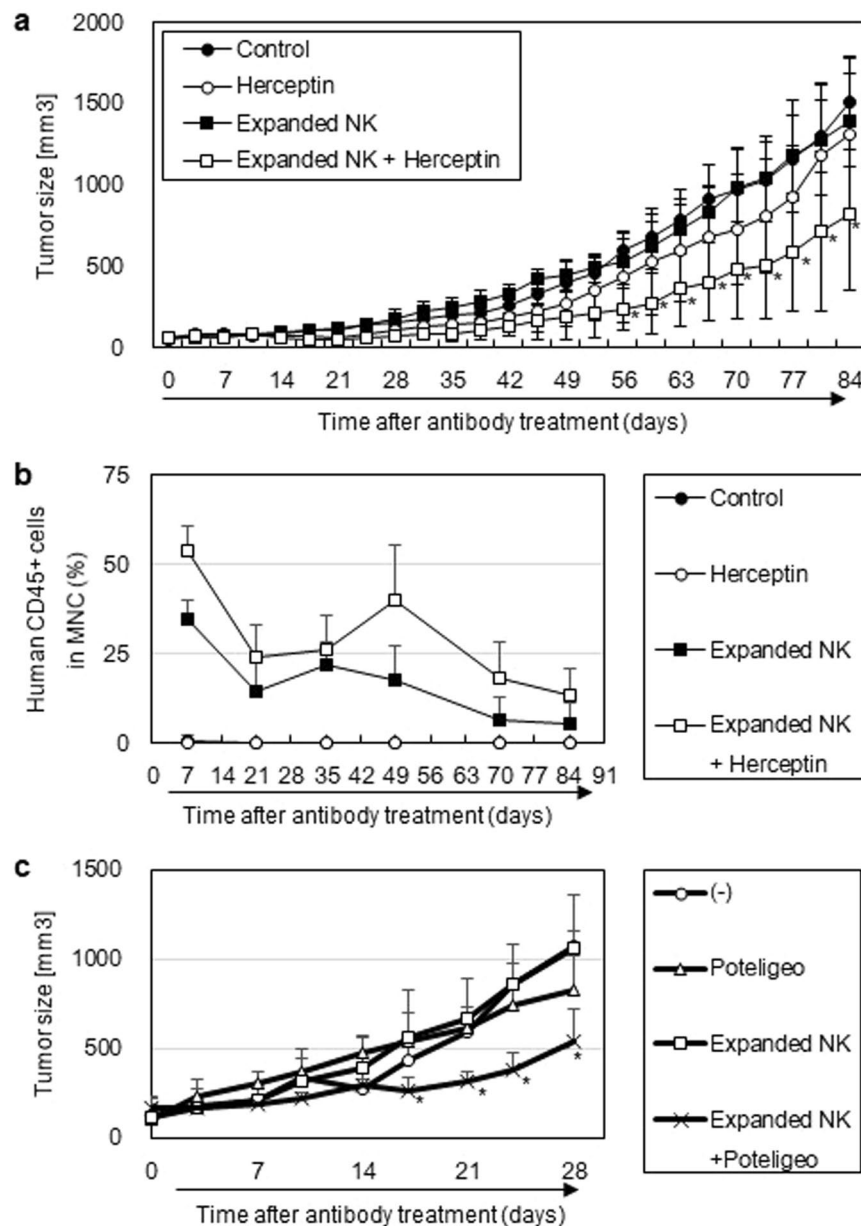 a
2000
1500
1000
500
0
Tumor size [mm3]
Control
Herceptin
Expanded NK
Expanded NK + Herceptin
* * * * * * * * *
0 7 14 21 28 35 42 49 56 63 70 77 84
Time after antibody treatment (days)
b
75
50
25
0
Human CD45+ cells
in MNC (%)
0 7 14 21 28 35 42 49 56 63 70 77 84 91
Time after antibody treatment (days)
Control
Herceptin
Expanded NK
Expanded NK
+ Herceptin
c
1500
1000
500
0
Tumor size [mm3]
* * * *
0 7 14 21 28
Time after antibody treatment (days)
(-)
Poteligeo
Expanded NK
Expanded NK
+Poteligeo